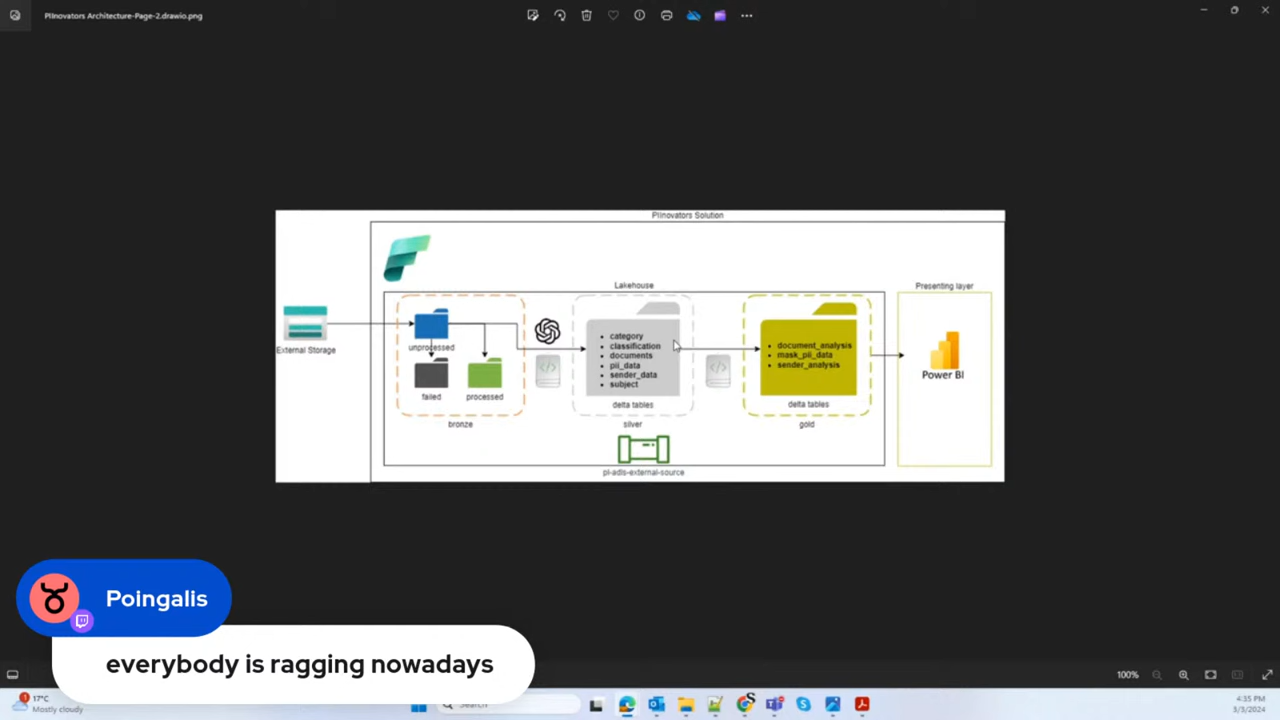 PIInovators Architecture-Page-2.drawio.png
PIInovators Solution
Lakehouse
Presenting layer
External Storage
unprocessed
failed
processed
bronze
category
classification
documents
pii_data
sender_data
subject
delta tables
silver
document_analysis
mask_pii_data
sender_analysis
delta tables
gold
Power BI
pl-adls-external-source
Poingalis
everybody is ragging nowadays
100%
1
17°C
Mostly cloudy
Search
4:35 PM
3/3/2024